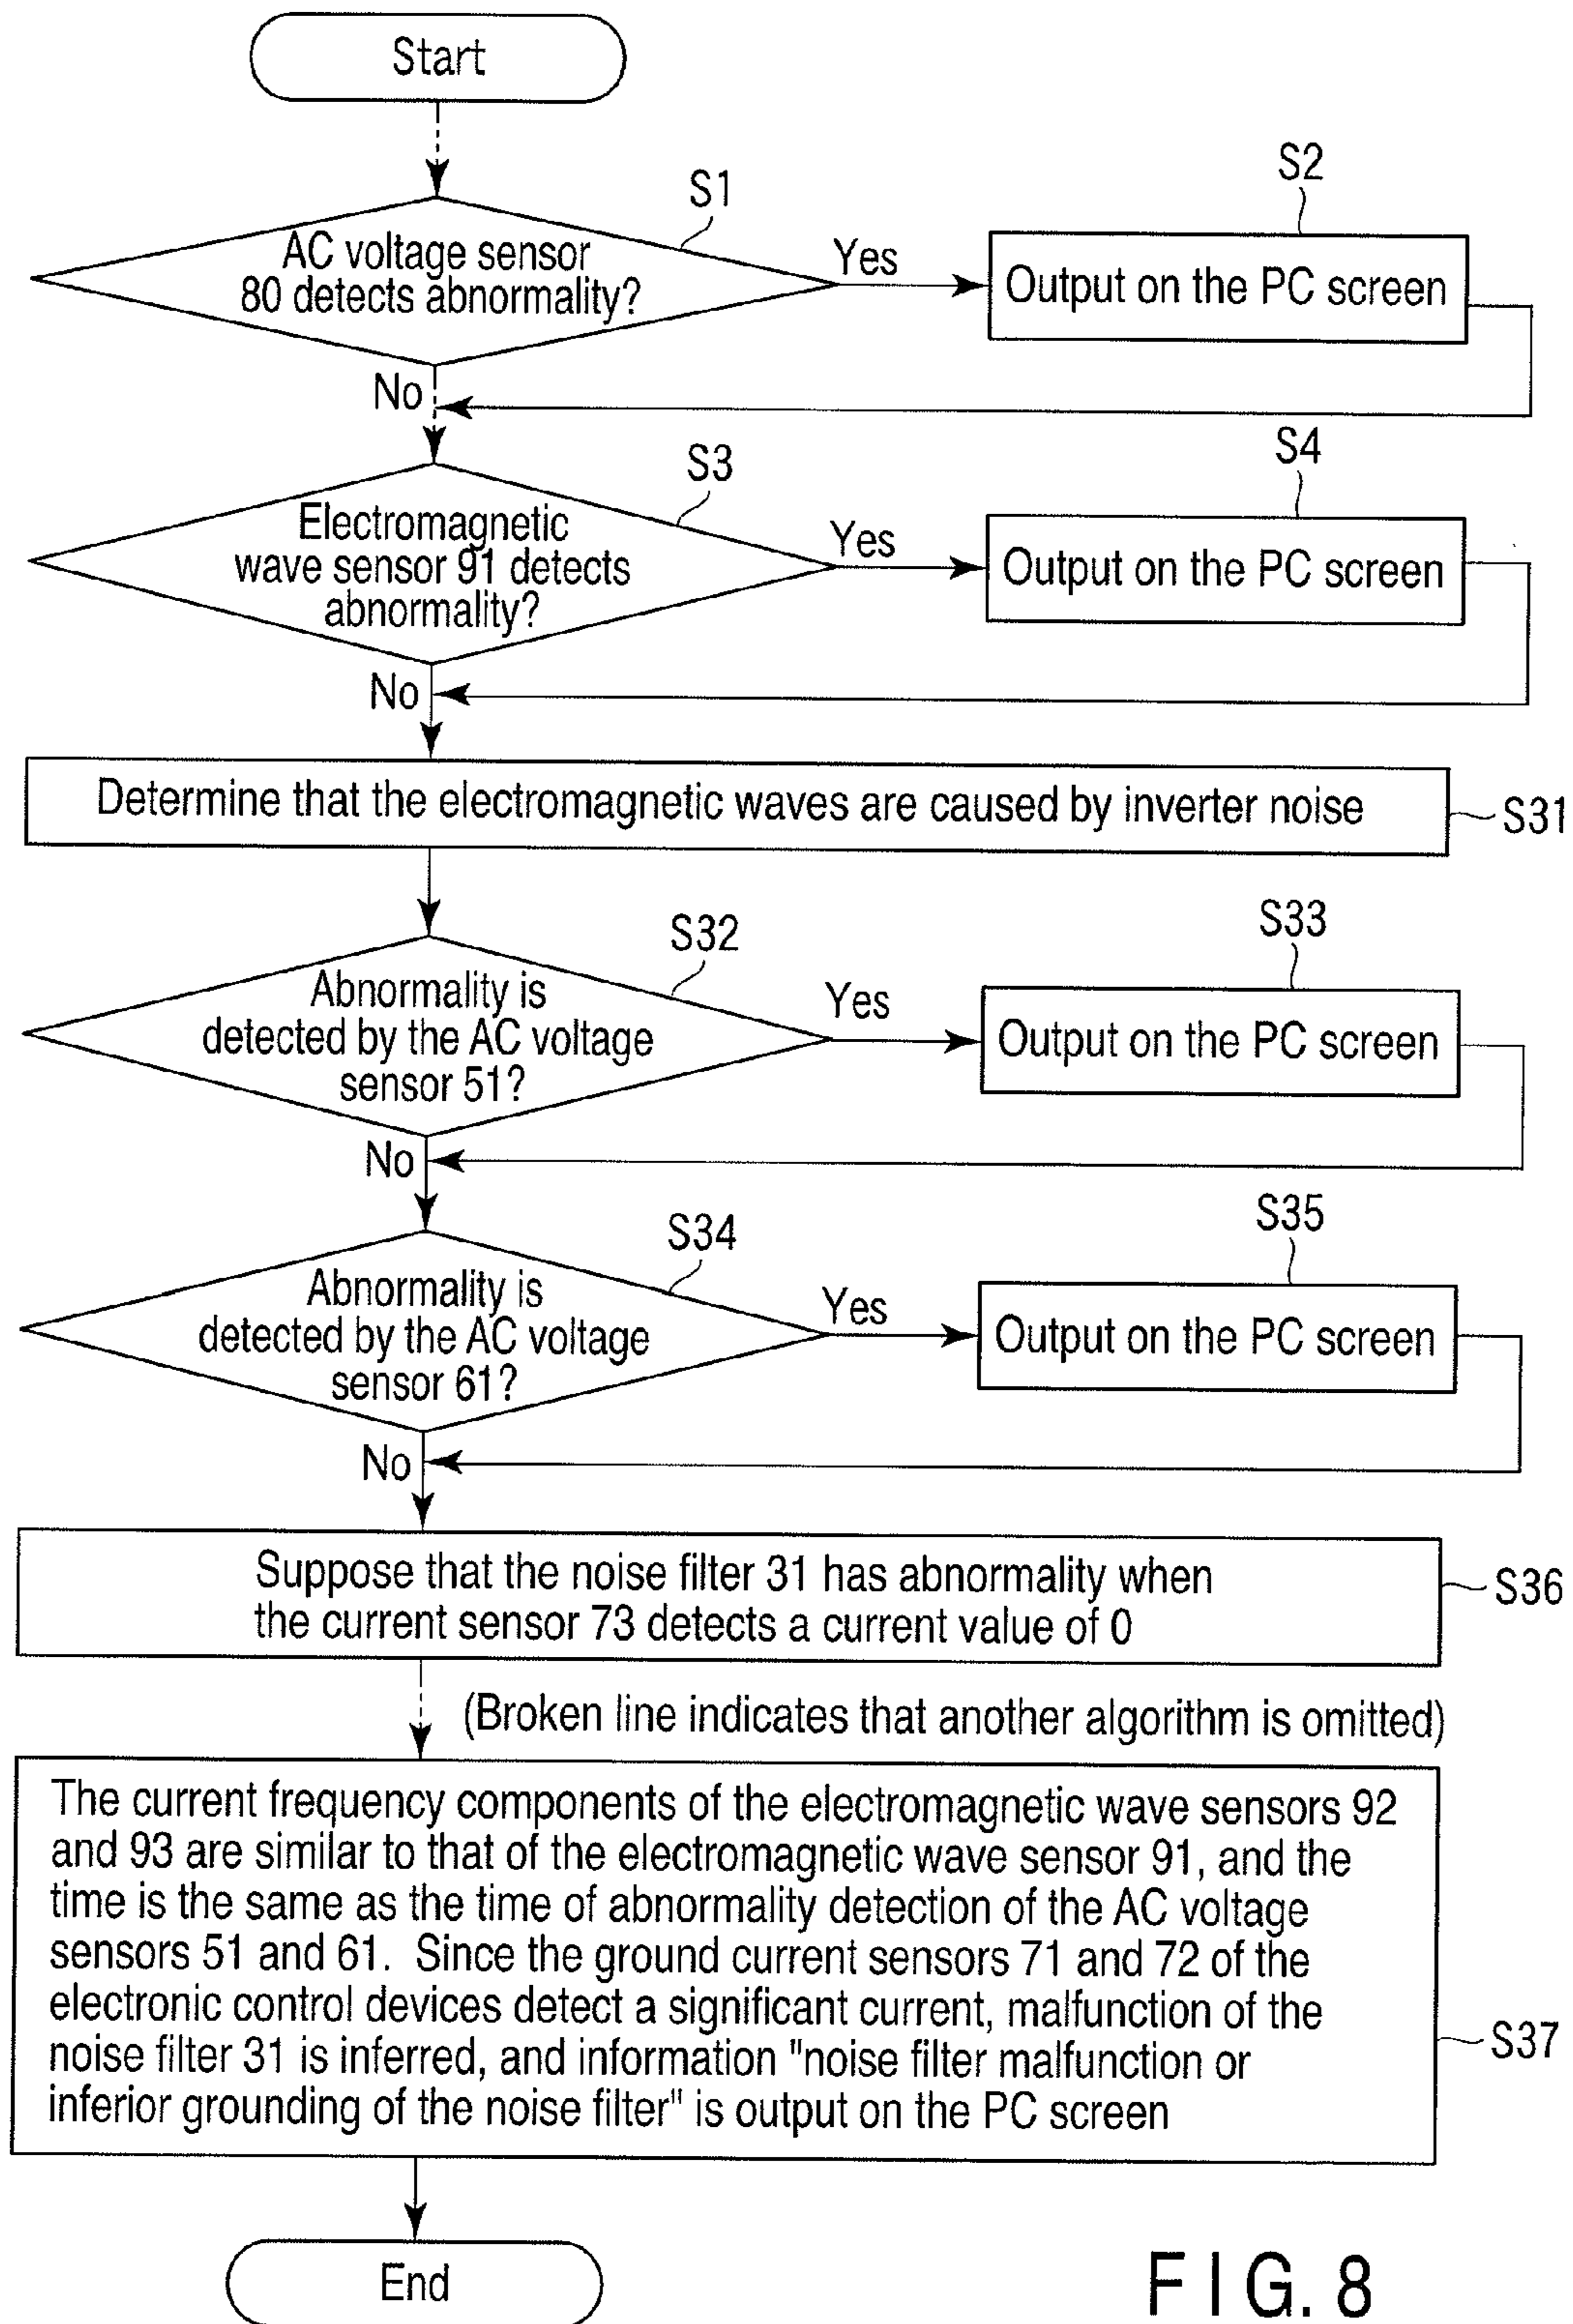 Start
S1
AC voltage sensor
80 detects abnormality?
Yes
S2
Output on the PC screen
No
S3
Electromagnetic
wave sensor 91 detects
abnormality?
Yes
S4
Output on the PC screen
No
Determine that the electromagnetic waves are caused by inverter noise
S31
S32
Abnormality is
detected by the AC voltage
sensor 51?
Yes
S33
Output on the PC screen
No
S34
Abnormality is
detected by the AC voltage
sensor 61?
Yes
S35
Output on the PC screen
No
Suppose that the noise filter 31 has abnormality when
the current sensor 73 detects a current value of 0
S36
(Broken line indicates that another algorithm is omitted)
The current frequency components of the electromagnetic wave sensors 92
and 93 are similar to that of the electromagnetic wave sensor 91, and the
time is the same as the time of abnormality detection of the AC voltage
sensors 51 and 61. Since the ground current sensors 71 and 72 of the
electronic control devices detect a significant current, malfunction of the
noise filter 31 is inferred, and information "noise filter malfunction or
inferior grounding of the noise filter" is output on the PC screen
S37
End
FIG. 8